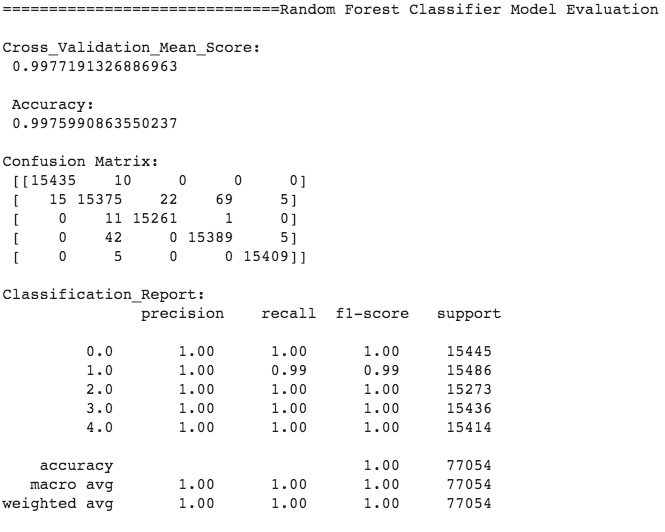 ==============================Random Forest Classifier Model Evaluation
Cross_Validation_Mean_Score:
0.9977191326886963
Accuracy:
0.9975990863550237
Confusion Matrix:
[[15435 10 0 0 0]
[ 15 15375 22 69 5]
[ 0 11 15261 1 0]
[ 0 42 0 15389 5]
[ 0 5 0 0 15409]]
Classification_Report:
precision recall f1-score support
0.0 1.00 1.00 1.00 15445
1.0 1.00 0.99 0.99 15486
2.0 1.00 1.00 1.00 15273
3.0 1.00 1.00 1.00 15436
4.0 1.00 1.00 1.00 15414
accuracy 1.00 77054
macro avg 1.00 1.00 1.00 77054
weighted avg 1.00 1.00 1.00 77054